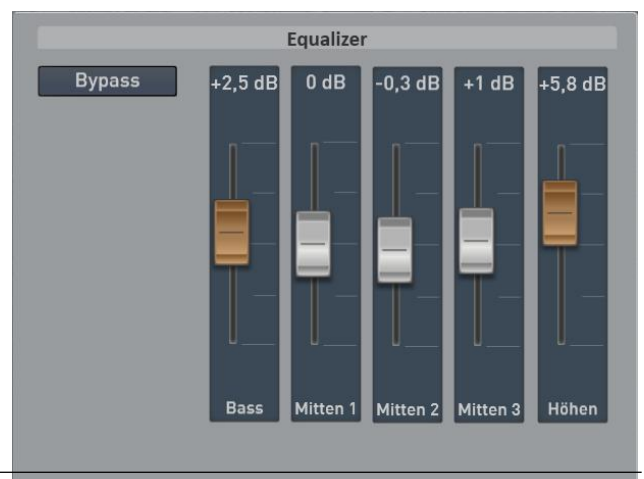 Equalizer
Bypass
+2,5 dB
0 dB
-0,3 dB
+1 dB
+5,8 dB
Bass
Mitten 1
Mitten 2
Mitten 3
Höhen